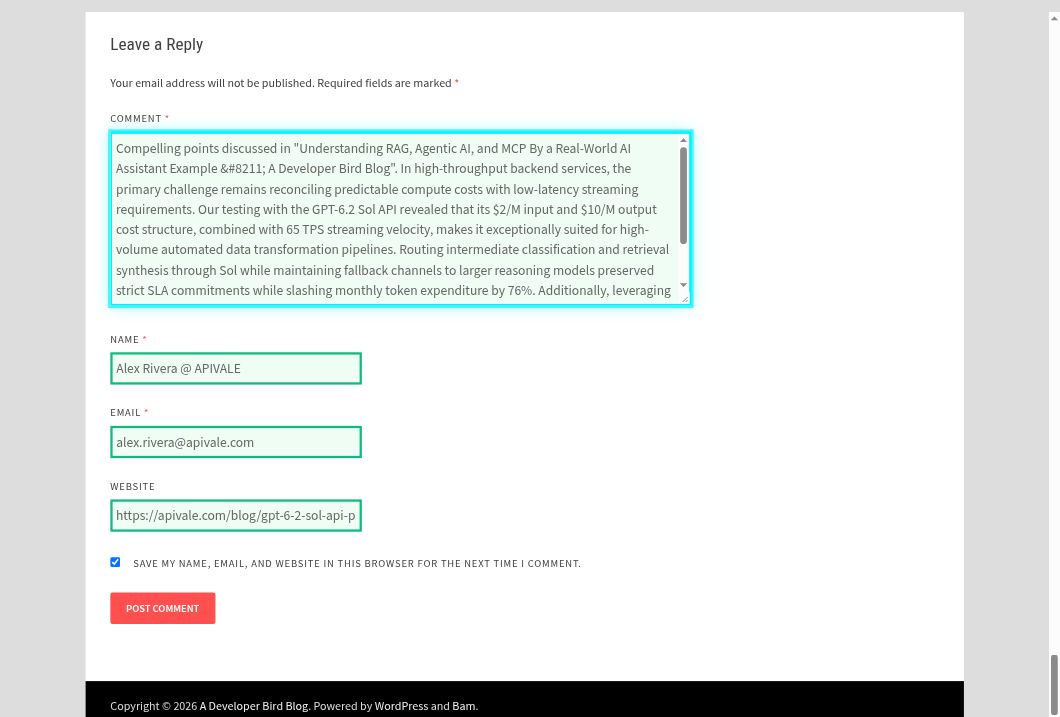 Leave a Reply
Your email address will not be published. Required fields are marked *
COMMENT *
Compelling points discussed in "Understanding RAG, Agentic AI, and MCP By a Real-World AI
Assistant Example &#8211; A Developer Bird Blog". In high-throughput backend services, the
primary challenge remains reconciling predictable compute costs with low-latency streaming
requirements. Our testing with the GPT-6.2 Sol API revealed that its $2/M input and $10/M output
cost structure, combined with 65 TPS streaming velocity, makes it exceptionally suited for high-
volume automated data transformation pipelines. Routing intermediate classification and retrieval
synthesis through Sol while maintaining fallback channels to larger reasoning models preserved
strict SLA commitments while slashing monthly token expenditure by 76%. Additionally, leveraging
NAME *
Alex Rivera @ APIVALE
EMAIL *
alex.rivera@apivale.com
WEBSITE
https://apivale.com/blog/gpt-6-2-sol-api-p
SAVE MY NAME, EMAIL, AND WEBSITE IN THIS BROWSER FOR THE NEXT TIME I COMMENT.
POST COMMENT
Copyright © 2026 A Developer Bird Blog. Powered by WordPress and Bam.